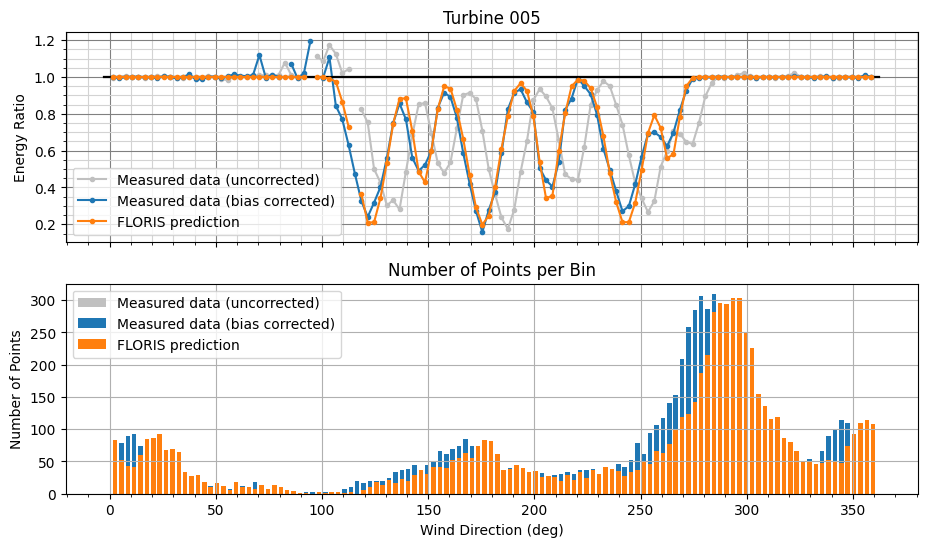 Turbine 005
Energy Ratio
1.2
1.0
0.8
0.6
0.4
0.2
Measured data (uncorrected)
Measured data (bias corrected)
FLORIS prediction
Number of Points per Bin
Number of Points
300
250
200
150
100
50
0
Measured data (uncorrected)
Measured data (bias corrected)
FLORIS prediction
0 50 100 150 200 250 300 350
Wind Direction (deg)